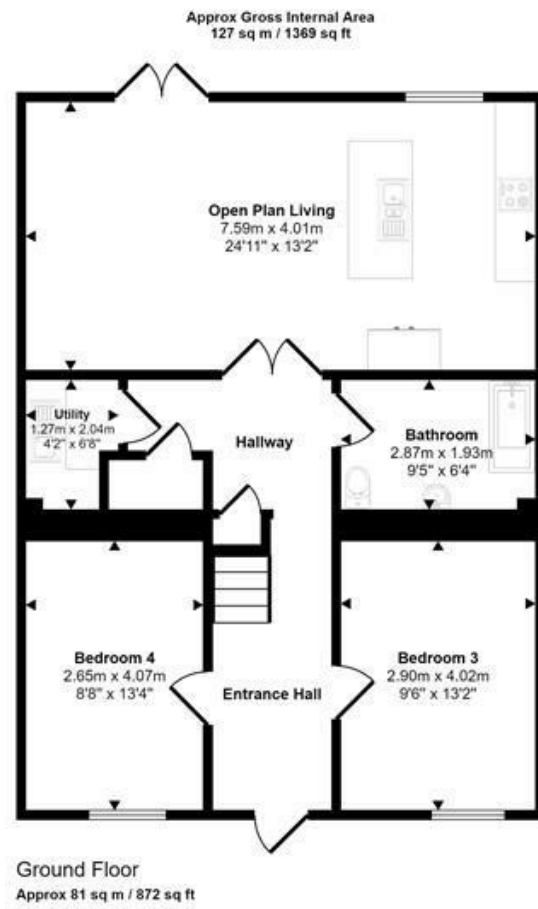 Approx Gross Internal Area
127 sq m / 1369 sq ft
Open Plan Living
7.59m x 4.01m
24'11" x 13'2"
Utility
1.27m x 2.04m
4'2" x 6'8"
Hallway
Bathroom
2.87m x 1.93m
9'5" x 6'4"
Bedroom 4
2.65m x 4.07m
8'8" x 13'4"
Entrance Hall
Bedroom 3
2.90m x 4.02m
9'6" x 13'2"
Ground Floor
Approx 81 sq m / 872 sq ft